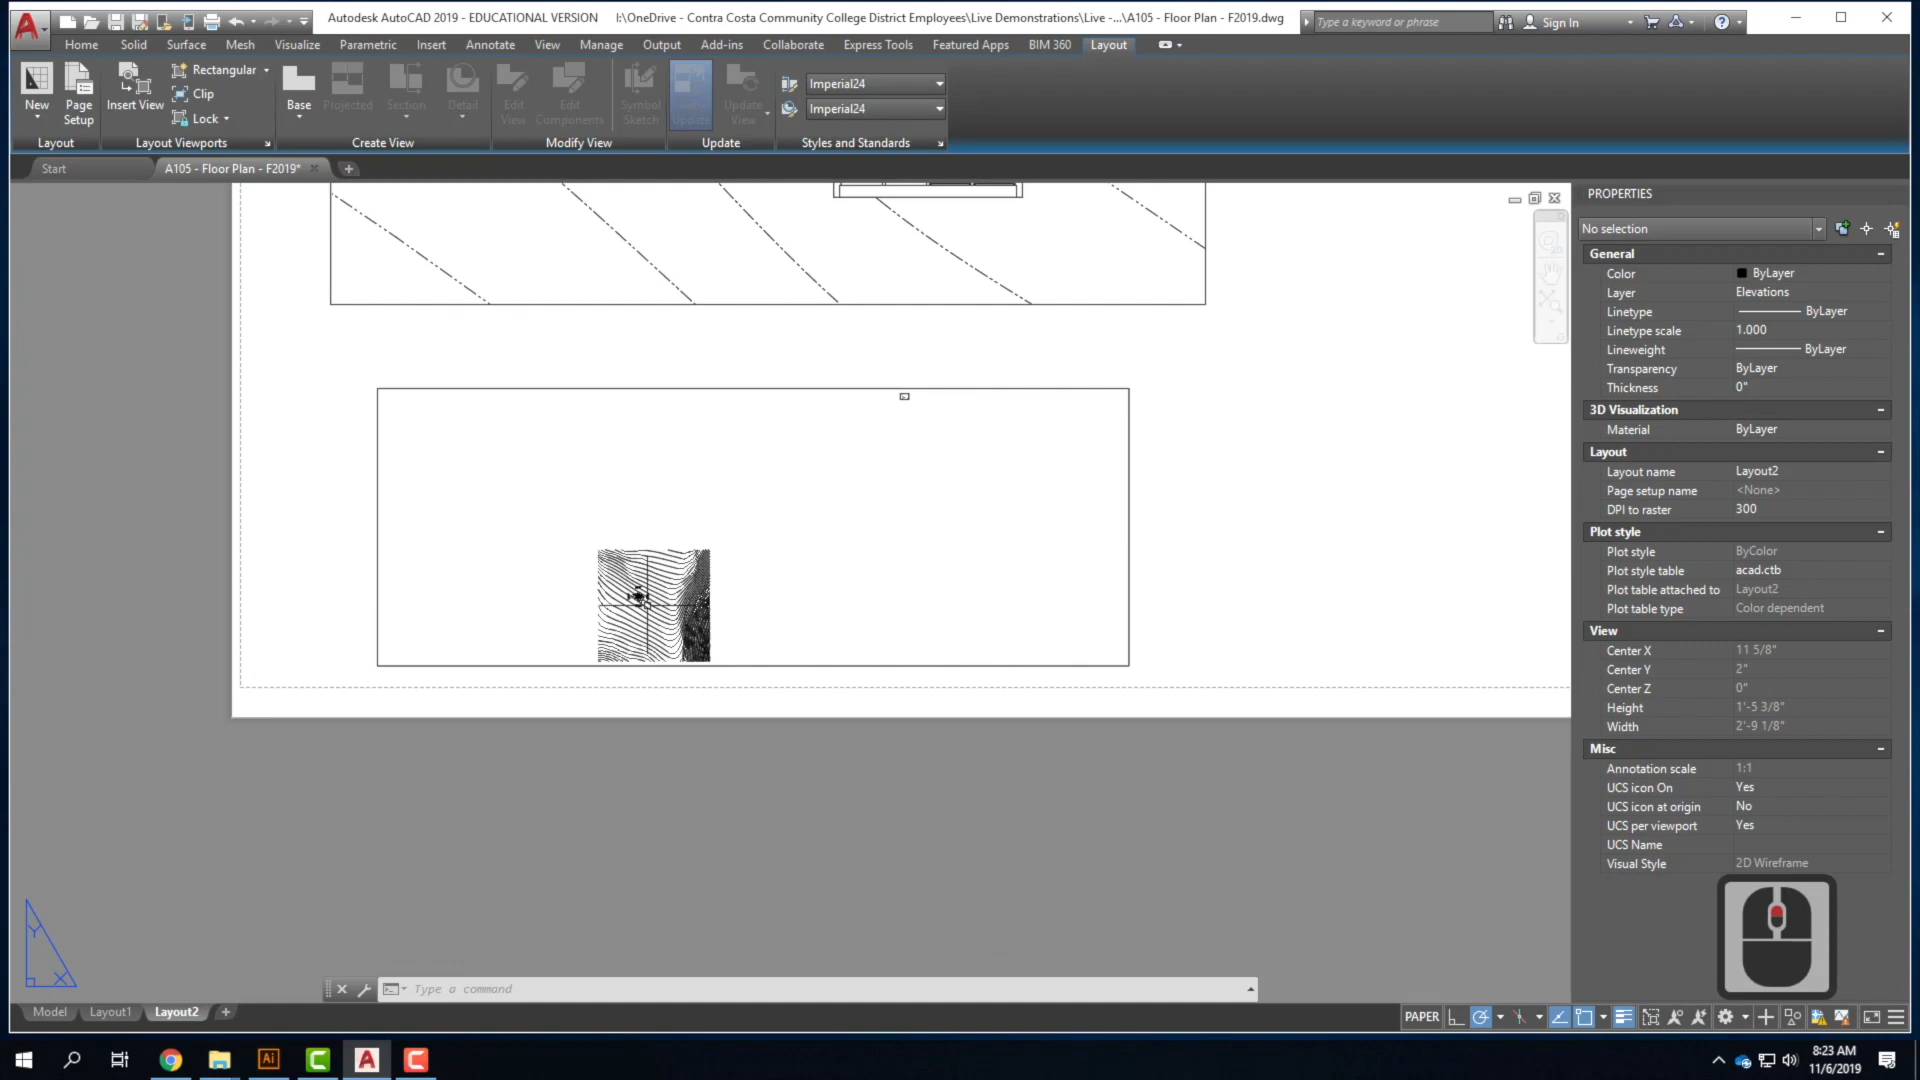 Autodesk AutoCAD 2019 - EDUCATIONAL VERSION I:\OneDrive - Contra Costa Community College District Employees\Live Demonstrations\Live -...\A105 - Floor Plan - F2019.dwg
Type a keyword or phrase
Sign In
Home Solid Surface Mesh Visualize Parametric Insert Annotate View Manage Output Add-ins Collaborate Express Tools Featured Apps BIM 360 Layout
New
Page Setup
Insert View
Rectangular
Clip
Lock
Base
Projected
Section
Detail
Edit View
Edit Components
Symbol Sketch
Auto Update
Update View
Imperial24
Imperial24
Layout
Layout Viewports
Create View
Modify View
Update
Styles and Standards
Start
A105 - Floor Plan - F2019*
PROPERTIES
No selection
General
Color ByLayer
Layer Elevations
Linetype ByLayer
Linetype scale 1.000
Lineweight ByLayer
Transparency ByLayer
Thickness 0"
3D Visualization
Material ByLayer
Layout
Layout name Layout2
Page setup name <None>
DPI to raster 300
Plot style
Plot style ByColor
Plot style table acad.ctb
Plot table attached to Layout2
Plot table type Color dependent
View
Center X 11 5/8"
Center Y 2"
Center Z 0"
Height 1'-5 3/8"
Width 2'-9 1/8"
Misc
Annotation scale 1:1
UCS icon On Yes
UCS icon at origin No
UCS per viewport Yes
UCS Name
Visual Style 2D Wireframe
Y
X
Type a command
Model Layout1 Layout2
PAPER
Ai
8:23 AM
11/6/2019